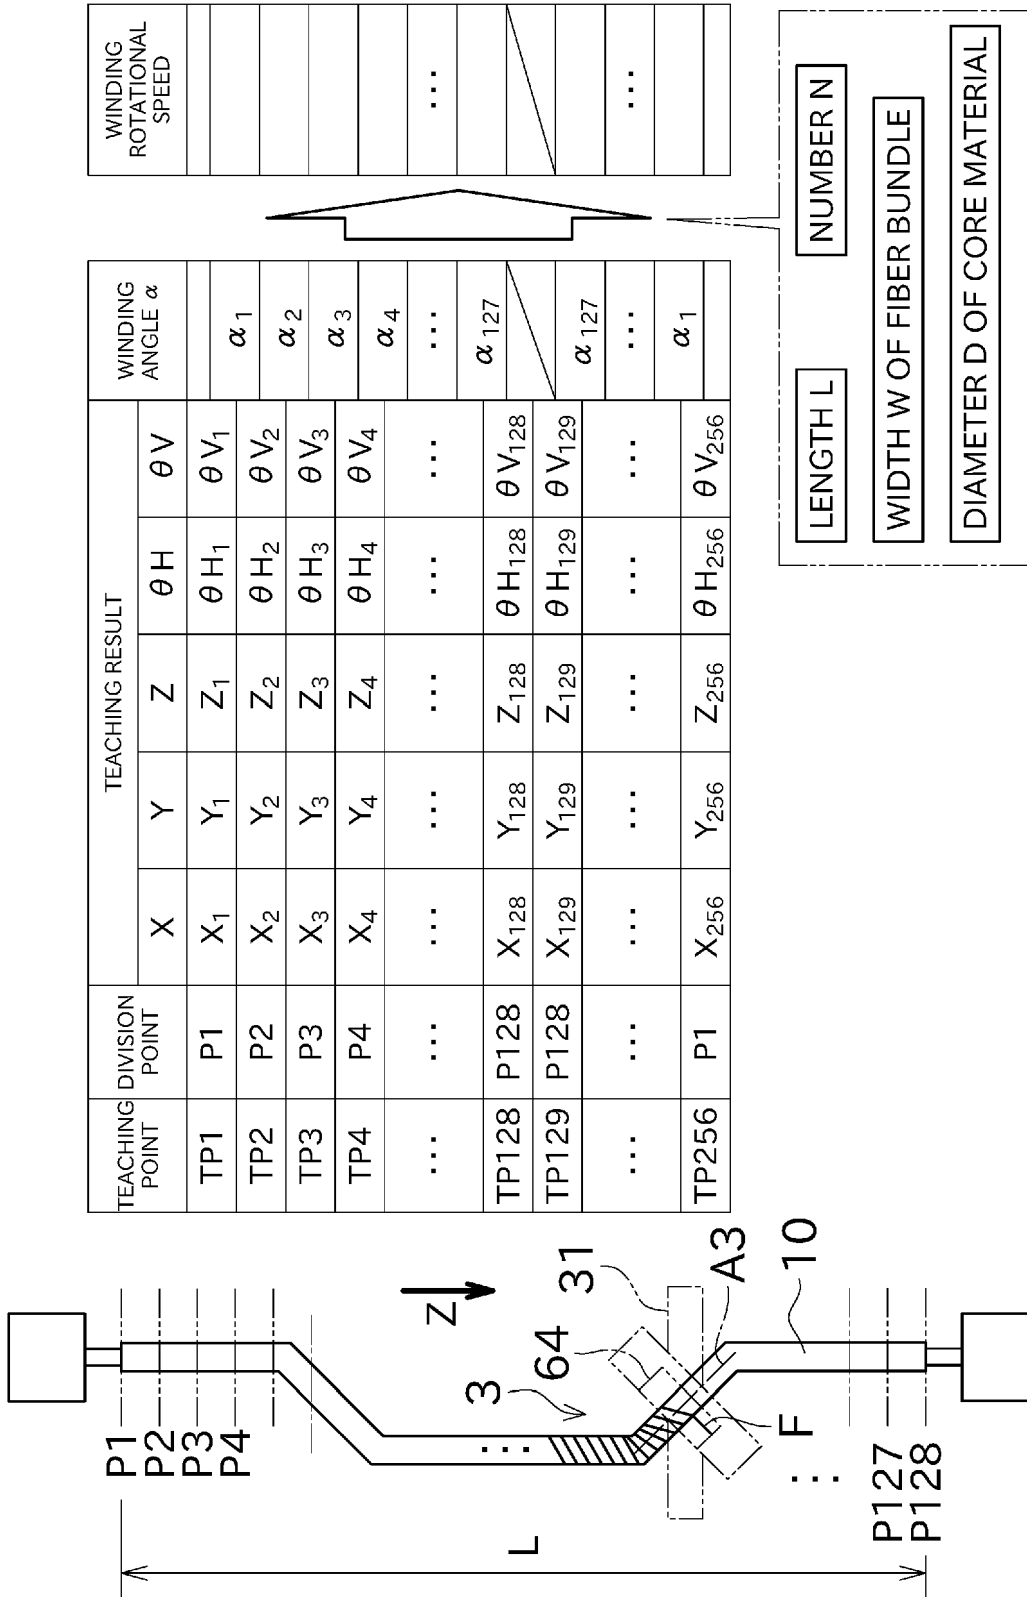 TEACHING POINT DIVISION POINT TEACHING RESULT WINDING ANGLE α WINDING ROTATIONAL SPEED
X Y Z θH θV
TP1 P1 X1 Y1 Z1 θH1 θV1
α1
TP2 P2 X2 Y2 Z2 θH2 θV2
α2
TP3 P3 X3 Y3 Z3 θH3 θV3
α3
TP4 P4 X4 Y4 Z4 θH4 θV4
α4
... ... ... ... ... ... ... ... ...
α127
TP128 P128 X128 Y128 Z128 θH128 θV128
TP129 P128 X129 Y129 Z129 θH129 θV129
α127
... ... ... ... ... ... ... ... ...
α1
TP256 P1 X256 Y256 Z256 θH256 θV256
LENGTH L NUMBER N
WIDTH W OF FIBER BUNDLE
DIAMETER D OF CORE MATERIAL
P1
P2
P3
P4
Z
3
64
31
A3
10
F
...
...
P127
P128
L